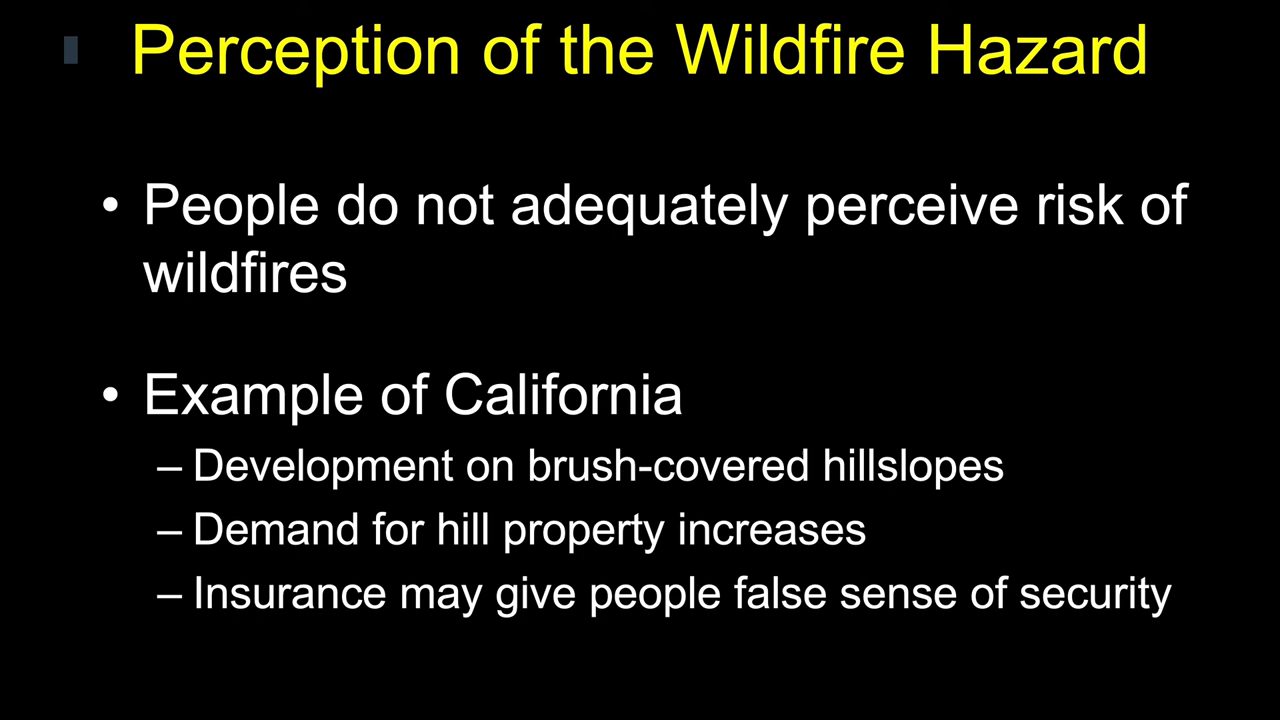 Perception of the Wildfire Hazard
• People do not adequately perceive risk of
wildfires
• Example of California
– Development on brush-covered hillslopes
– Demand for hill property increases
– Insurance may give people false sense of security